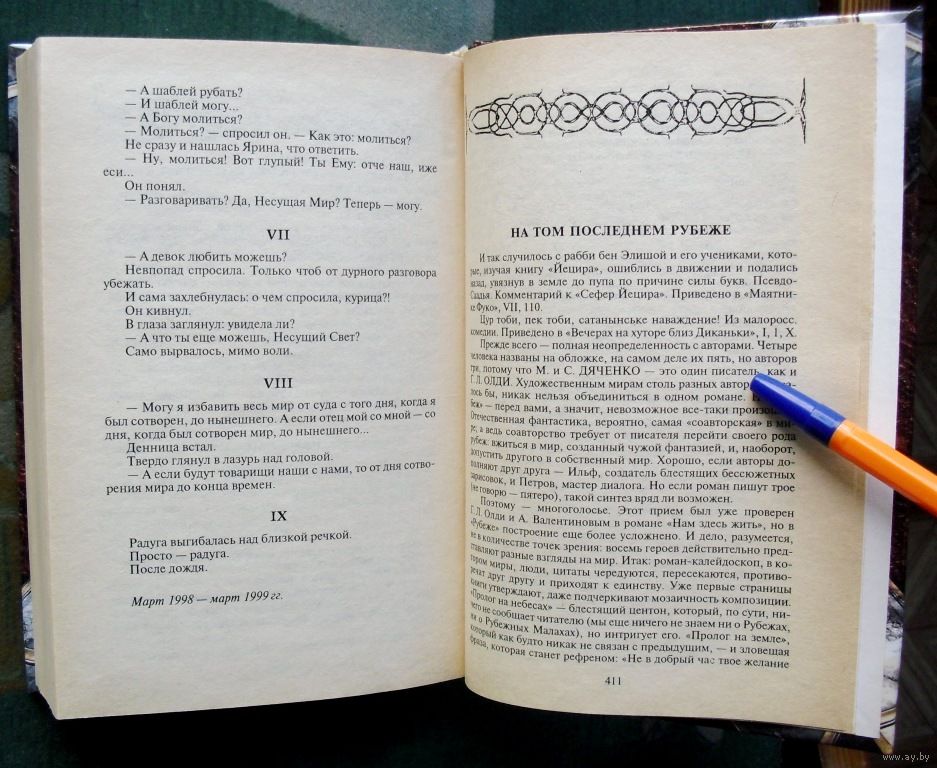 — А шаблей рубать?
— И шаблей могу...
— А Богу молиться?
— Молиться? — спросил он. — Как это: молиться?
Не сразу и нашлась Ярина, что ответить.
— Ну, молиться! Вот глупый! Ты Ему: отче наш, иже
еси...
Он понял.
— Разговаривать? Да, Несущая Мир? Теперь — могу.
VII
— А девок любить можешь?
Невпопад спросила. Только чтоб от дурного разговора
убежать.
И сама захлебнулась: о чем спросила, курица?!
Он кивнул.
В глаза заглянул: увидела ли?
— А что ты еще можешь, Несущий Свет?
Само вырвалось, мимо воли.
VIII
— Могу я избавить весь мир от суда с того дня, когда я
был сотворен, до нынешнего. А если отец мой со мной — со
дня, когда был сотворен мир, до нынешнего...
Денница встал.
Твердо глянул в лазурь над головой.
— А если будут товарищи наши с нами, то от дня сотво-
рения мира до конца времен.
IX
Радуга выгибалась над близкой речкой.
Просто — радуга.
После дождя.
Март 1998 — март 1999 гг.
НА ТОМ ПОСЛЕДНЕМ РУБЕЖЕ
И так случилось с рабби бен Элишой и его учениками, кото-
рые, изучая книгу «Йецира», ошиблись в движении и подались
назад, увязнув в земле до пупа по причине силы букв. Псевдо-
Саадья. Комментарий к «Сефер Йецира». Приведено в «Маятни-
ке Фуко», VII, 110.
Цур тоби, пек тоби, сатанынське наваждение! Из малоросс.
комедии. Приведено в «Вечерах на хуторе близ Диканьки», I, 1, X.
Прежде всего — полная неопределенность с авторами. Четыре
человека названы на обложке, на самом деле их пять, но авторов
три, потому что М. и С. ДЯЧЕНКО — это один писатель, как и
Г. Л. ОЛДИ. Художественным мирам столь разных
лось бы, никак нельзя объединиться в одном романе.
беж» — перед вами, а значит, невозможное все-таки
Отечественная фантастика, вероятно, самая «соавторская» в ми-
ре, а ведь соавторство требует от писателя перейти своего рода
рубеж: вжиться в мир, созданный чужой фантазией, и, наоборот,
допустить другого в собственный мир. Хорошо, если авторы до-
полняют друг друга — Ильф, создатель блестящих бессюжетных
зарисовок, и Петров, мастер диалога. Но если роман пишут трое
(не говорю — пятеро), такой синтез вряд ли возможен.
Поэтому — многоголосье. Этот прием был уже проверен
Г. Л. Олди и А. Валентиновым в романе «Нам здесь жить», но в
«Рубеже» построение еще более усложнено. И дело, разумеется,
не в количестве точек зрения: восемь героев действительно пред-
ставляют разные взгляды на мир. Итак: роман-калейдоскоп, в ко-
тором миры, люди, цитаты чередуются, пересекаются, противо-
речат друг другу и приходят к единству. Уже первые страницы
книги утверждают, даже подчеркивают мозаичность композиции.
«Пролог на небесах» — блестящий центон, который, по сути, ни-
чего не сообщает читателю (мы еще ничего не знаем ни о Рубежах,
ни о Рубежных Малахах), но интригует его. «Пролог на земле»,
который как будто никак не связан с предыдущим, — и зловещая
фраза, которая станет рефреном: «Не в добрый час твое желание
411
www.ay.by